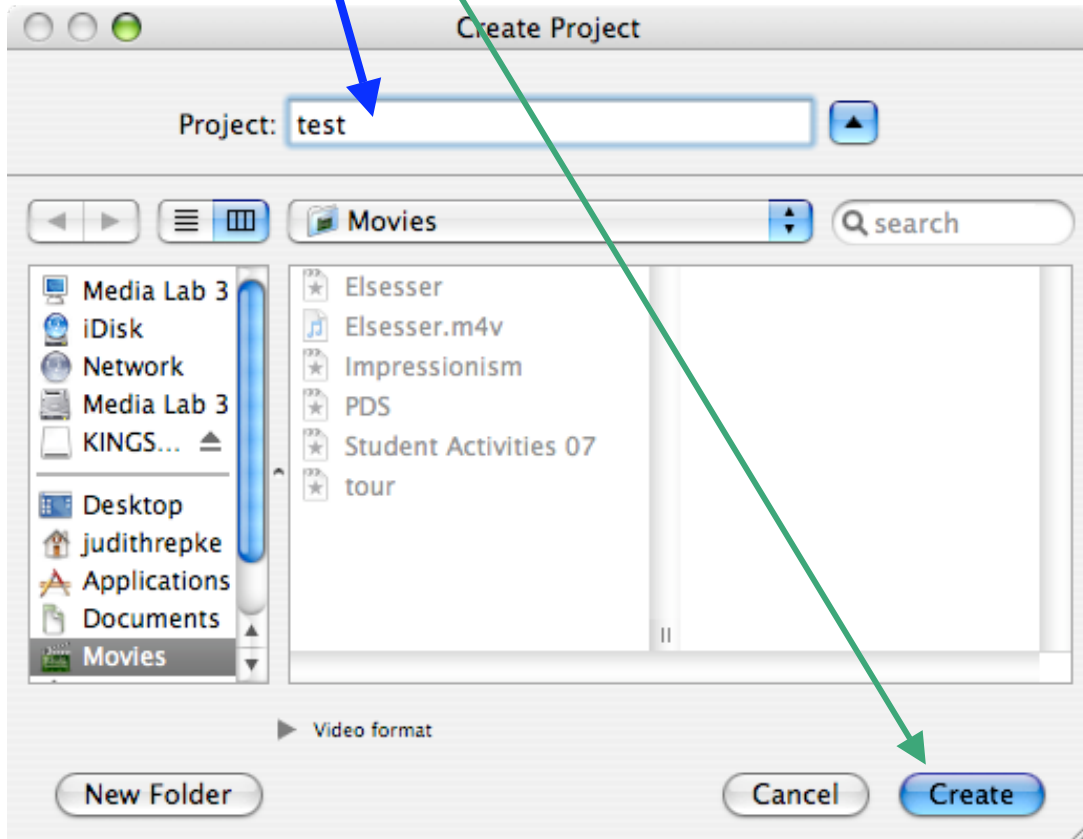 Create Project
Project: test
Movies
search
Media Lab 3
iDisk
Network
Media Lab 3
KINGS...
Desktop
judithrepke
Applications
Documents
Movies
Elsesser
Elsesser.m4v
Impressionism
PDS
Student Activities 07
tour
Video format
New Folder
Cancel
Create